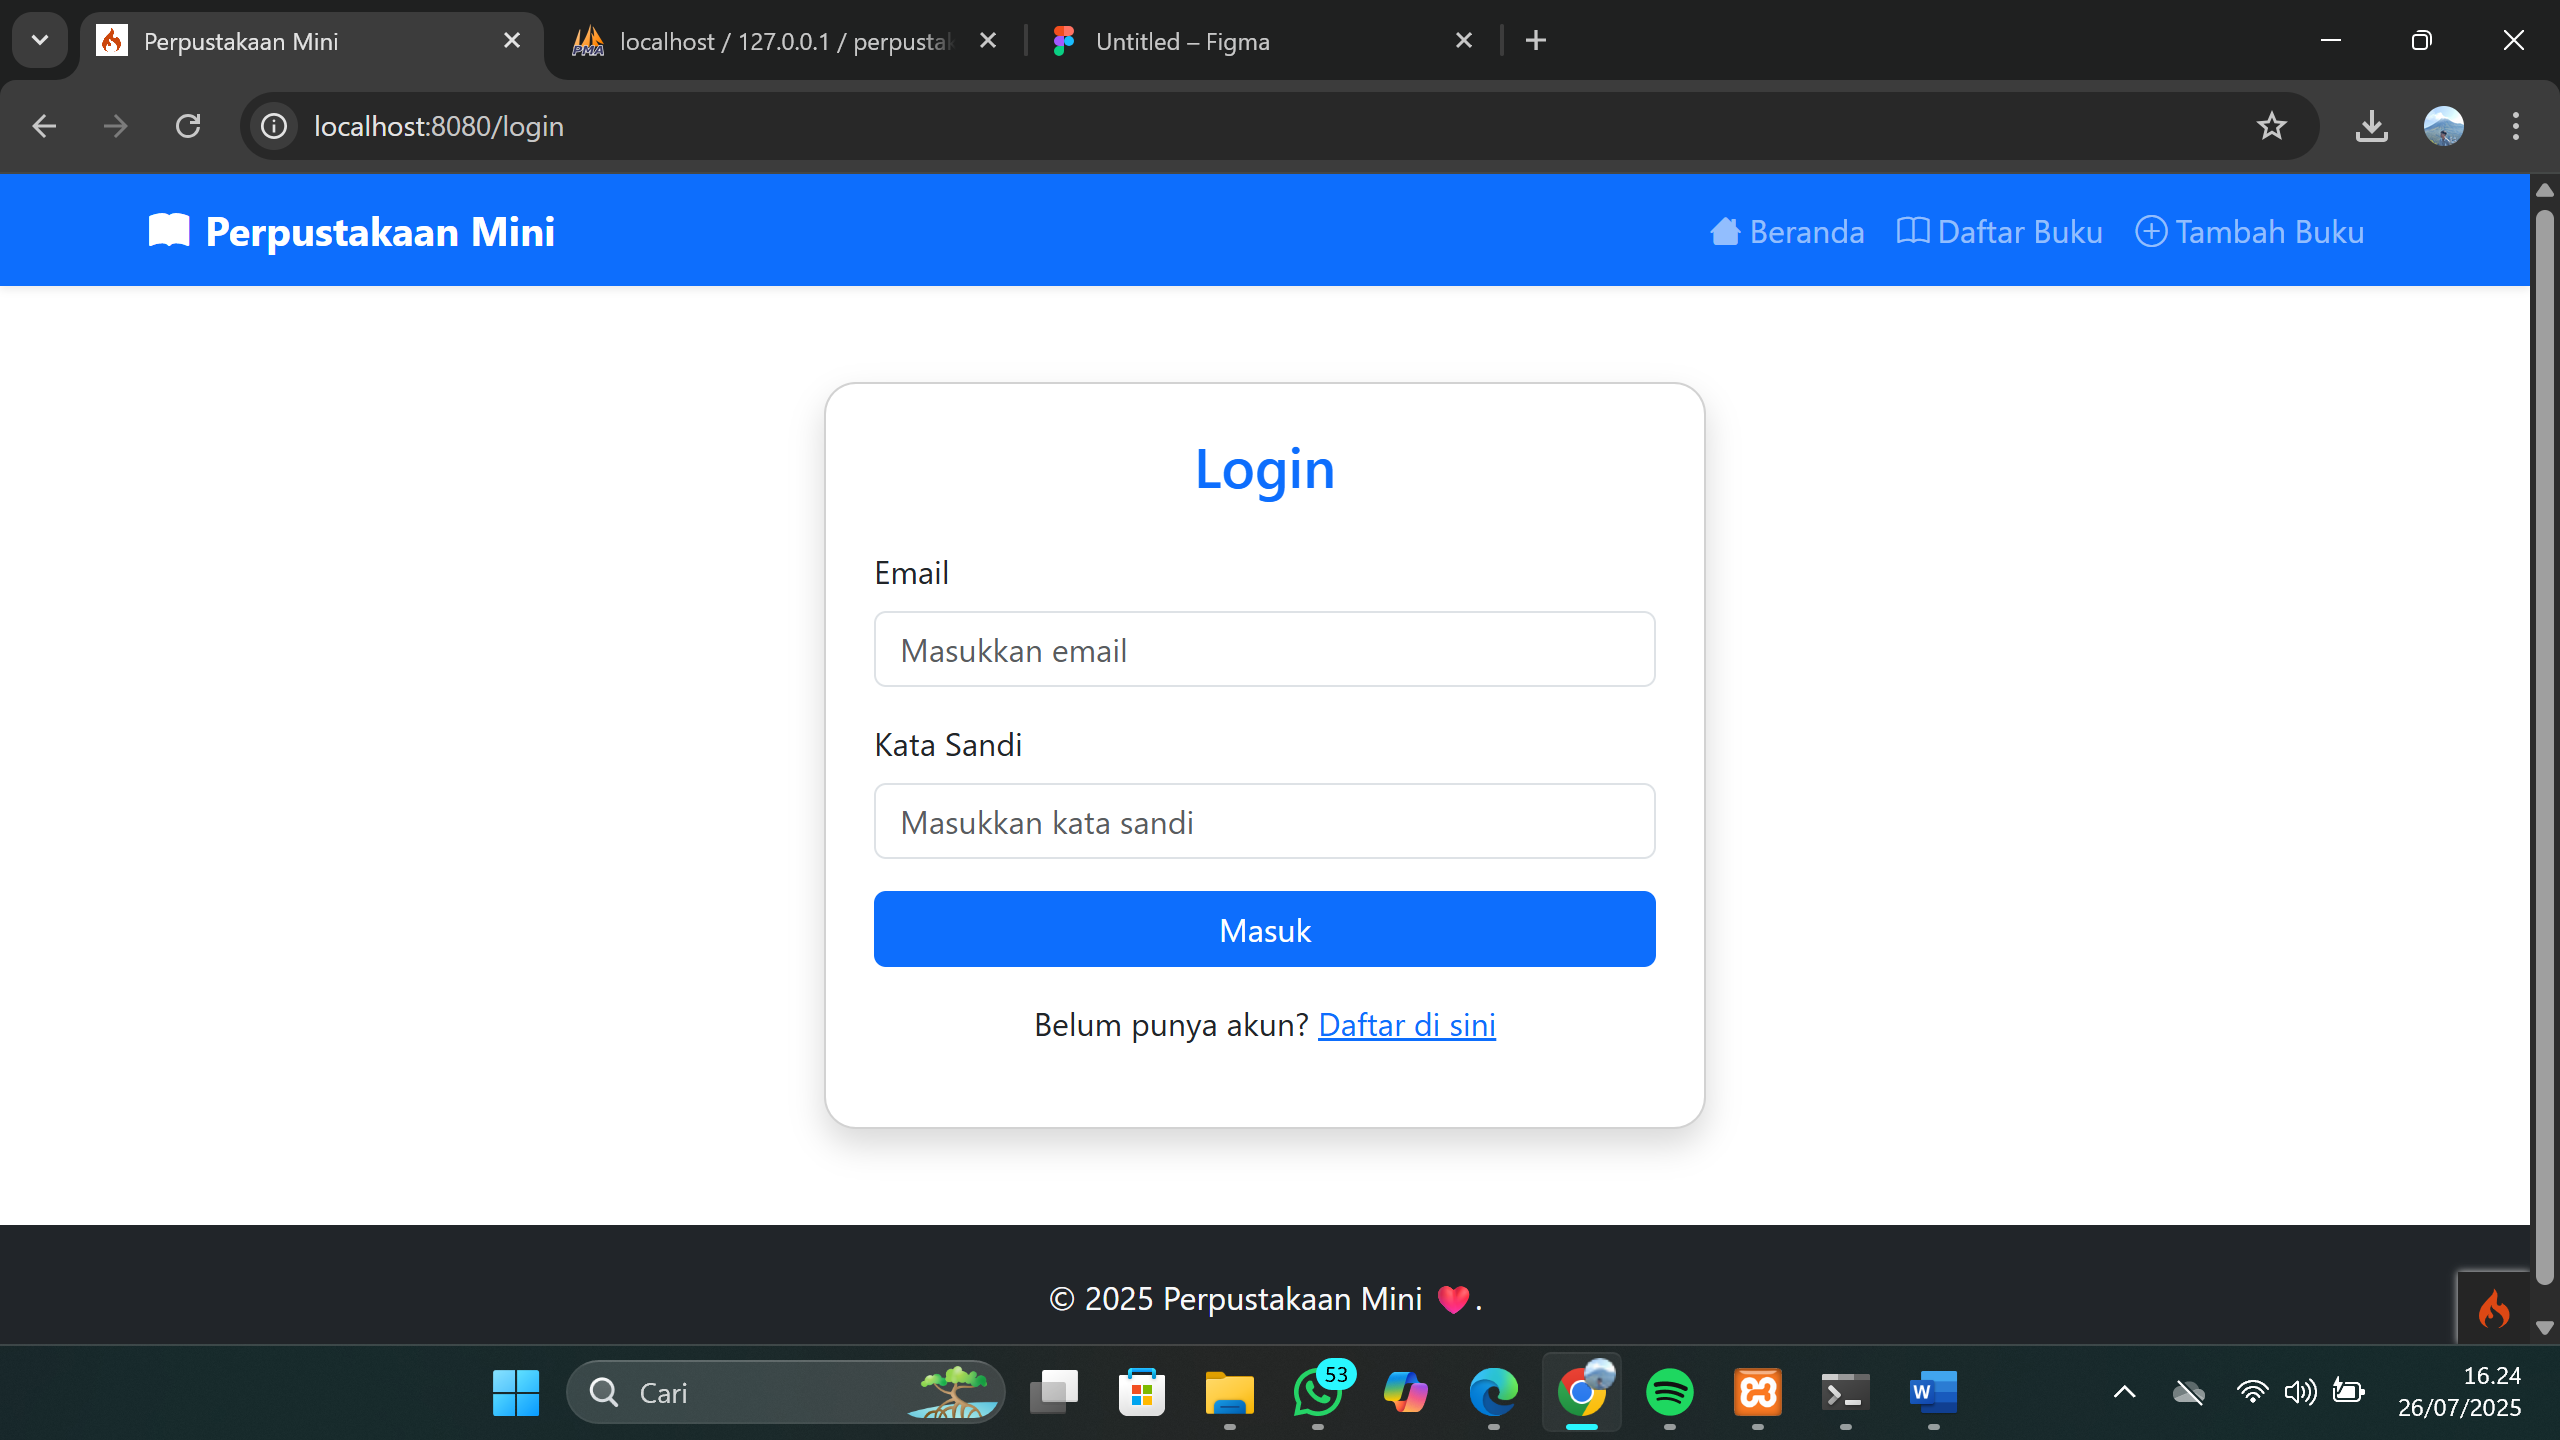 Perpustakaan Mini
localhost / 127.0.0.1 / perpustak
Untitled – Figma
localhost:8080/login
Perpustakaan Mini
Beranda
Daftar Buku
Tambah Buku
Login
Email
Masukkan email
Kata Sandi
Masukkan kata sandi
Masuk
Belum punya akun? Daftar di sini
© 2025 Perpustakaan Mini ❤️.
Cari
53
16.24
26/07/2025